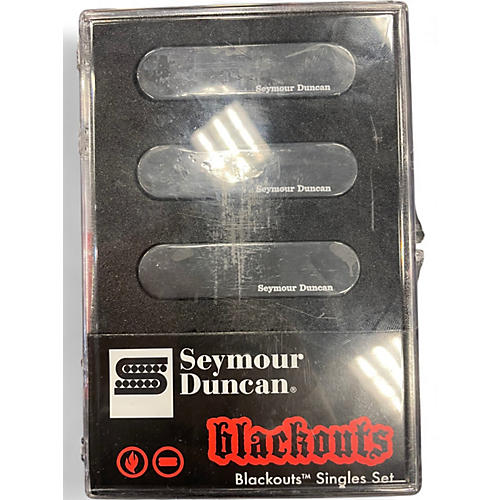 Seymour Duncan
Seymour Duncan
Seymour Duncan
Seymour
Duncan®
blackouts
Blackouts™ Singles Set